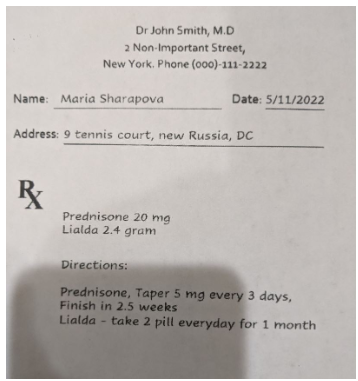 Dr John Smith, M.D
2 Non-Important Street,
New York. Phone (000)-111-2222
Name: Maria Sharapova Date: 5/11/2022
Address: 9 tennis court, new Russia, DC
Rx
Prednisone 20 mg
Lialda 2.4 gram
Directions:
Prednisone, Taper 5 mg every 3 days,
Finish in 2.5 weeks
Lialda - take 2 pill everyday for 1 month